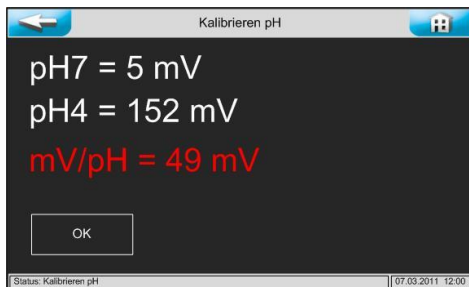 Kalibrieren pH
pH7 = 5 mV
pH4 = 152 mV
mV/pH = 49 mV
OK
Status: Kalibrieren pH
07.03.2011 12:00